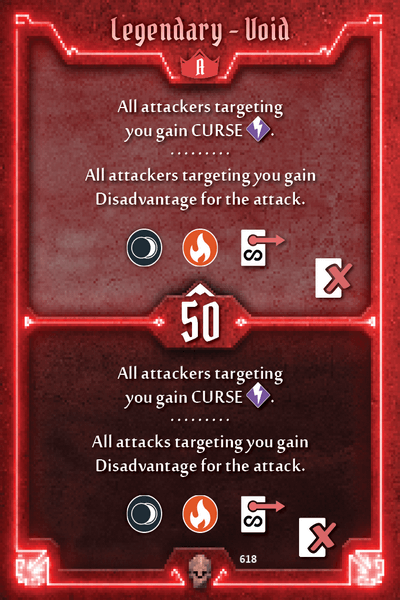 Legendary - Void
A
All attackers targeting
you gain CURSE .
.........
All attackers targeting you gain
Disadvantage for the attack.
S
50
All attackers targeting
you gain CURSE .
.........
All attacks targeting you gain
Disadvantage for the attack.
S
618